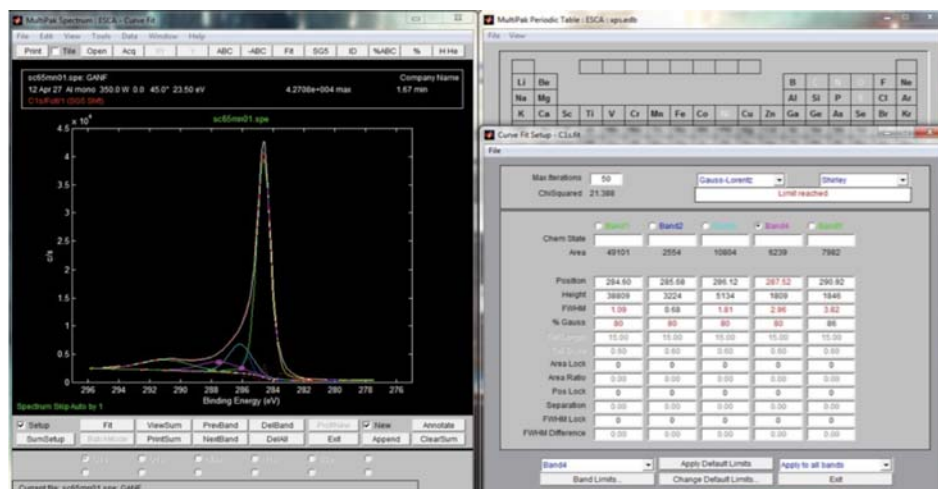 MultiPak Spectrum : ESCA - Curve Fit
File Edit View Tools Data Window Help
Print Tile Open Acq ABC -ABC Fit SG5 ID %ABC % H He
sc65mn01.spe: GANF Company Name
12 Apr 27 Al mono 350.0 W 0.0 45.0° 23.50 eV 4.2708e+004 max 1.67 min
C1s/Full/1 (SG5 Shft)
x 10⁴ sc65mn01.spe
4.5
4
3.5
3
2.5
2
1.5
1
0.5
0
c/s
296 294 292 290 288 286 284 282 280 278 276
Binding Energy (eV)
Spectrum Skip Auto by 1
Setup Fit ViewSum PrevBand DelBand New Annotate
SumSetup PrintSum NextBand DelAll Exit Append ClearSum
Current file: sc65mn01.spe: GANF
MultiPak Periodic Table : ESCA : xps.edb
File View
Li Be B F Ne
Na Mg Al Si P Cl Ar
K Ca Sc Ti V Cr Mn Fe Co Cu Zn Ga Ge As Se Br Kr
Curve Fit Setup - C1s.fit
File
Max Iterations 50 Gauss-Lorentz Shirley
ChiSquared 21.388 Limit reached
Band1 Band2 Band3 Band4 Band5
Chem State
Area 49101 2554 10804 6239 7982
Position 284.60 285.68 286.12 287.52 290.82
Height 38809 3224 5134 1809 1846
FWHM 1.09 0.68 1.81 2.96 3.82
% Gauss 80 80 80 80 86
Tail Length 15.00 15.00 15.00 15.00 15.00
Tail Scale 0.60 0.60 0.60 0.60 0.60
Area Lock 0 0 0 0 0
Area Ratio 0.00 0.00 0.00 0.00 0.00
Pos Lock 0 0 0 0 0
Separation 0.00 0.00 0.00 0.00 0.00
FWHM Lock 0 0 0 0 0
FWHM Difference 0.00 0.00 0.00 0.00 0.00
Band4 Apply Default Limits Apply to all bands
Band Limits... Change Default Limits... Exit